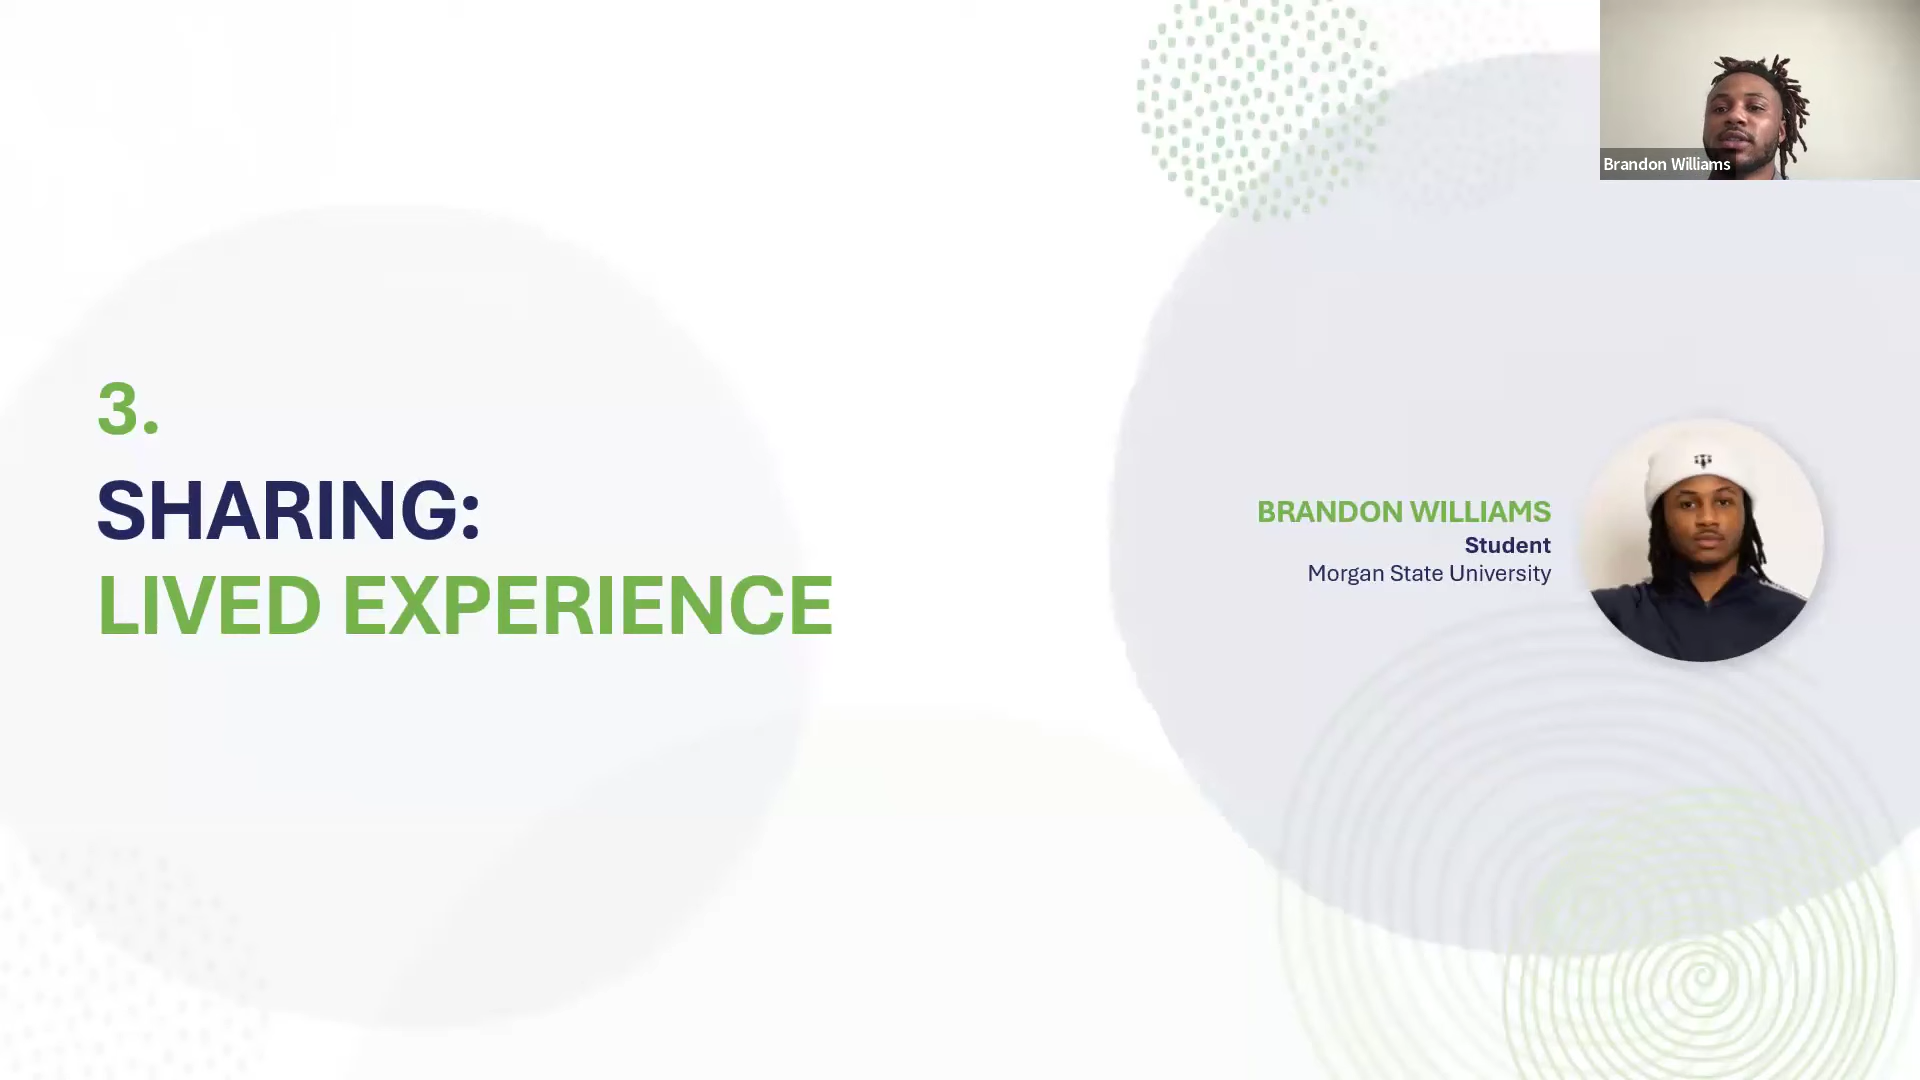 Brandon Williams
3.
SHARING:
LIVED EXPERIENCE
BRANDON WILLIAMS
Student
Morgan State University